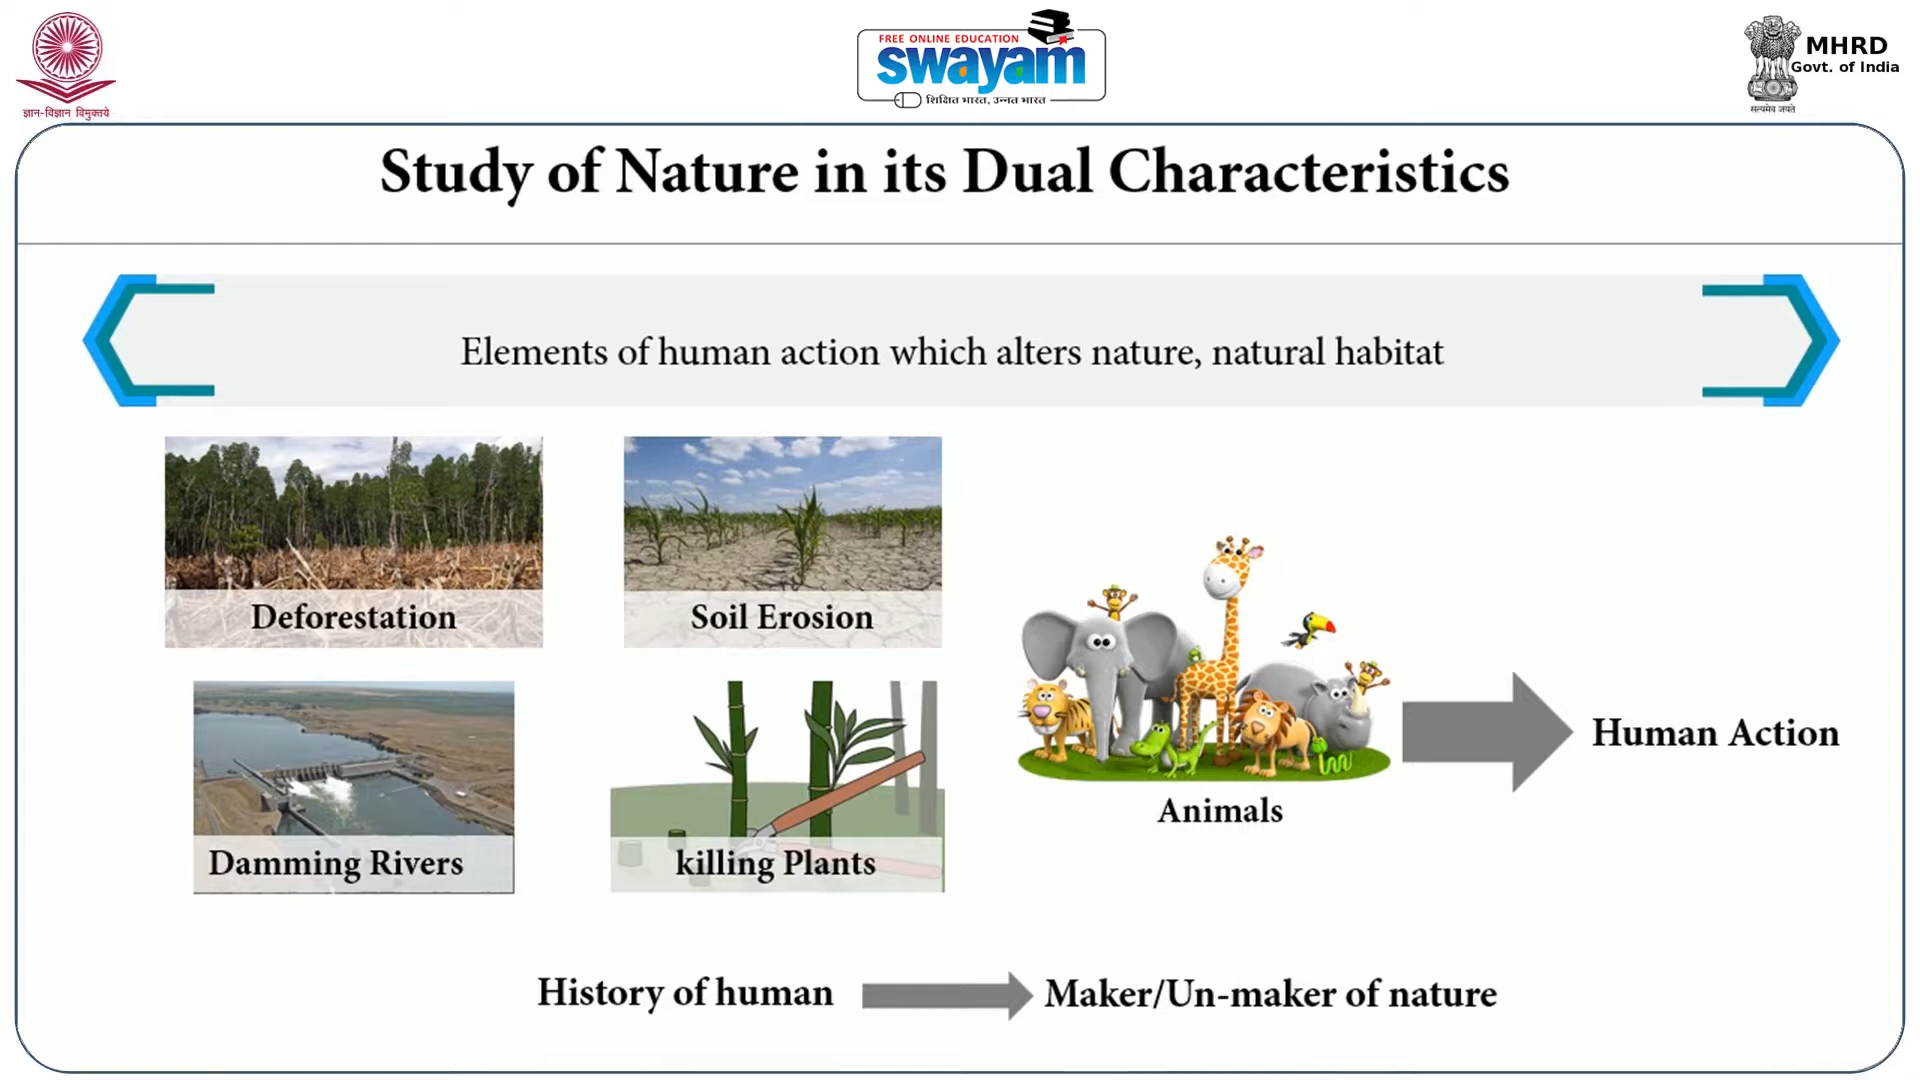 ज्ञान-विज्ञान विमुक्तये
FREE ONLINE EDUCATION
swayam
शिक्षित भारत, उन्नत भारत
MHRD
Govt. of India
सत्यमेव जयते
Study of Nature in its Dual Characteristics
Elements of human action which alters nature, natural habitat
Deforestation
Soil Erosion
Damming Rivers
killing Plants
Animals
Human Action
History of human
Maker/Un-maker of nature